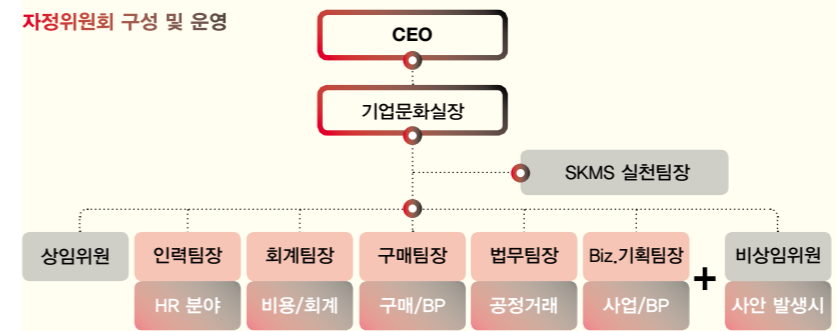 자정위원회 구성 및 운영
CEO
기업문화실장
SKMS 실천팀장
상임위원 인력팀장 회계팀장 구매팀장 법무팀장 Biz.기획팀장 + 비상임위원
HR 분야 비용/회계 구매/BP 공정거래 사업/BP 사안 발생시